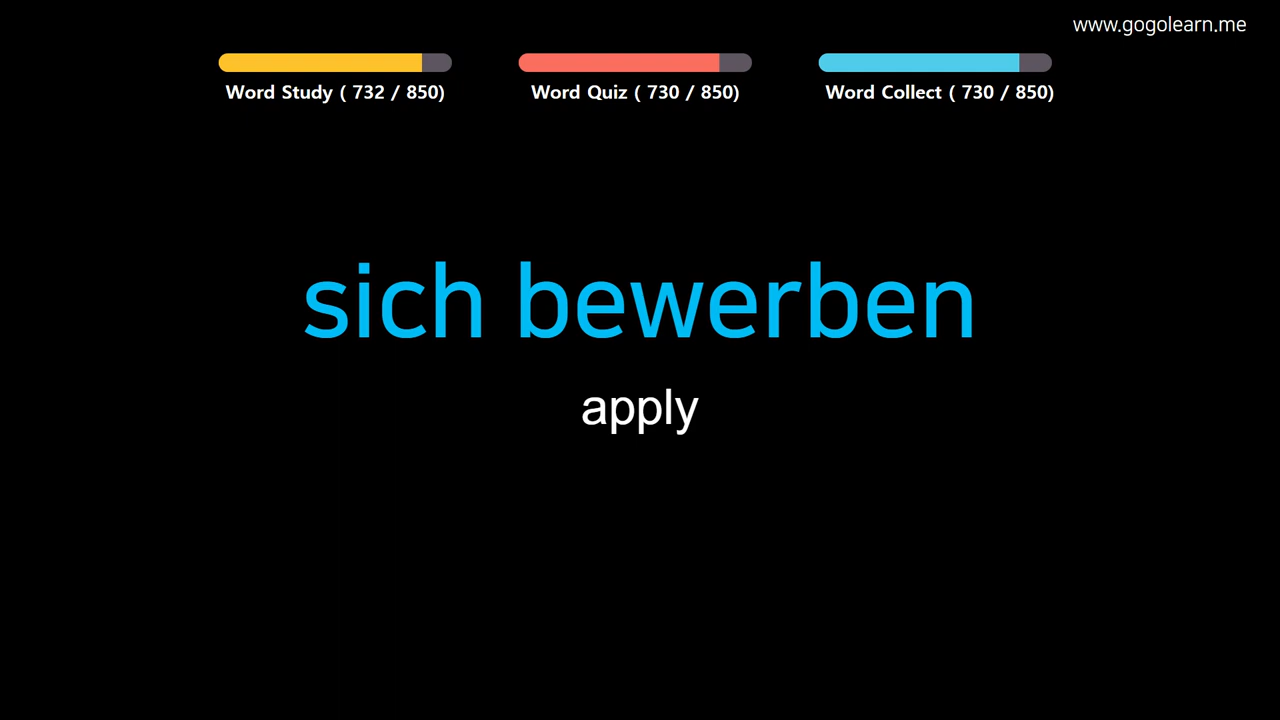 www.gogolearn.me
Word Study ( 732 / 850)
Word Quiz ( 730 / 850)
Word Collect ( 730 / 850)
sich bewerben
apply